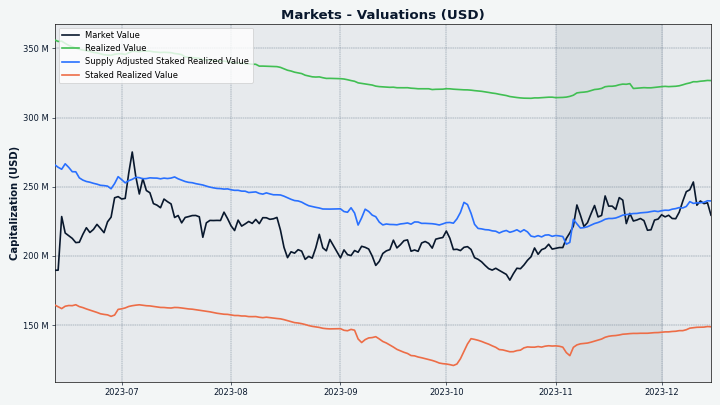 Markets - Valuations (USD)
Market Value
Realized Value
Supply Adjusted Staked Realized Value
Staked Realized Value
Capitalization (USD)
350 M
300 M
250 M
200 M
150 M
2023-07
2023-08
2023-09
2023-10
2023-11
2023-12